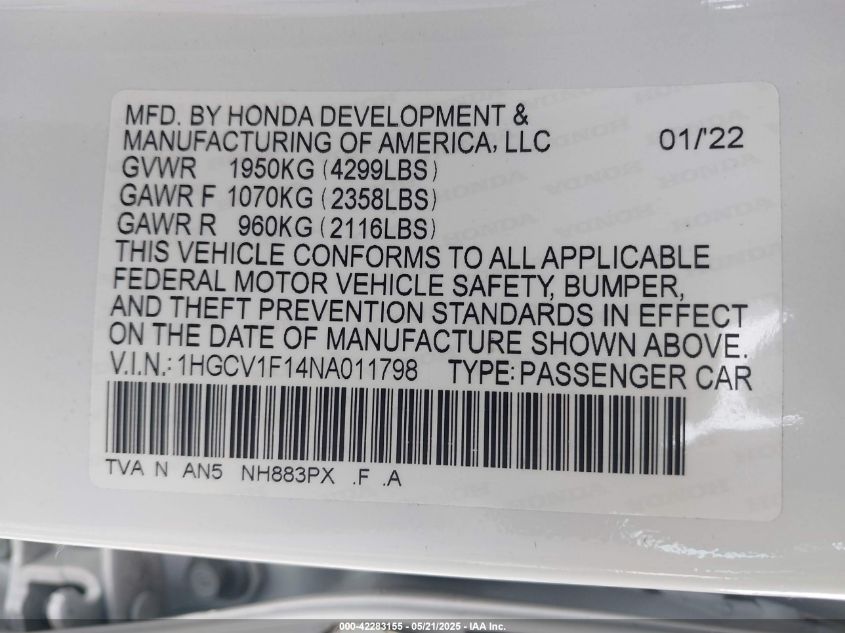 MFD. BY HONDA DEVELOPMENT &
MANUFACTURING OF AMERICA, LLC 01/'22
GVWR 1950KG (4299LBS)
GAWR F 1070KG (2358LBS)
GAWR R 960KG (2116LBS)
THIS VEHICLE CONFORMS TO ALL APPLICABLE
FEDERAL MOTOR VEHICLE SAFETY, BUMPER,
AND THEFT PREVENTION STANDARDS IN EFFECT
ON THE DATE OF MANUFACTURE SHOWN ABOVE.
V.I.N.: 1HGCV1F14NA011798 TYPE: PASSENGER CAR
TVA N AN5 NH883PX .F .A
000-42283155 - 05/21/2025 - IAA Inc.